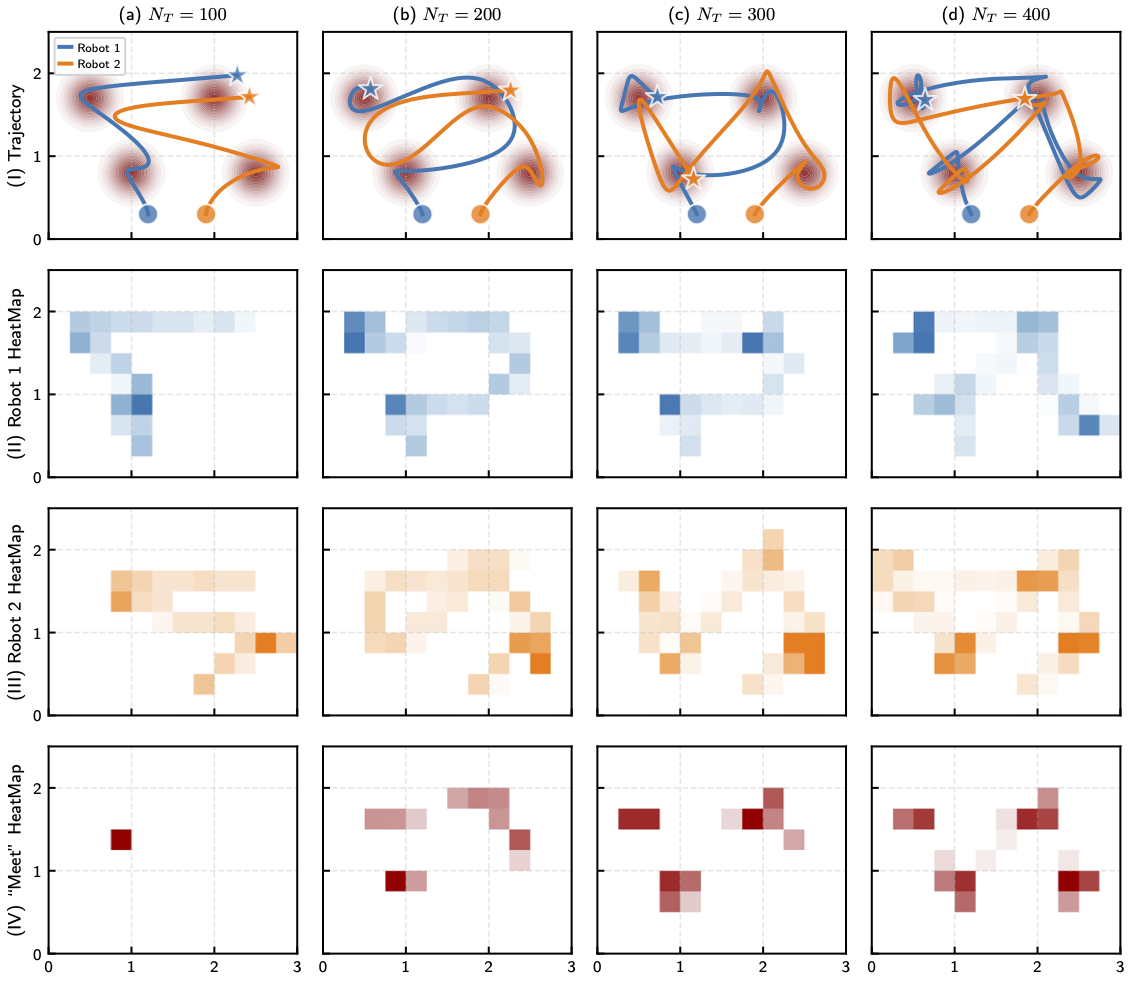 (a) N_T = 100
(b) N_T = 200
(c) N_T = 300
(d) N_T = 400
Robot 1
Robot 2
(I) Trajectory
2
1
0
(II) Robot 1 HeatMap
2
1
0
(III) Robot 2 HeatMap
2
1
0
(IV) “Meet” HeatMap
2
1
0
0 1 2 3 0 1 2 3 0 1 2 3 0 1 2 3